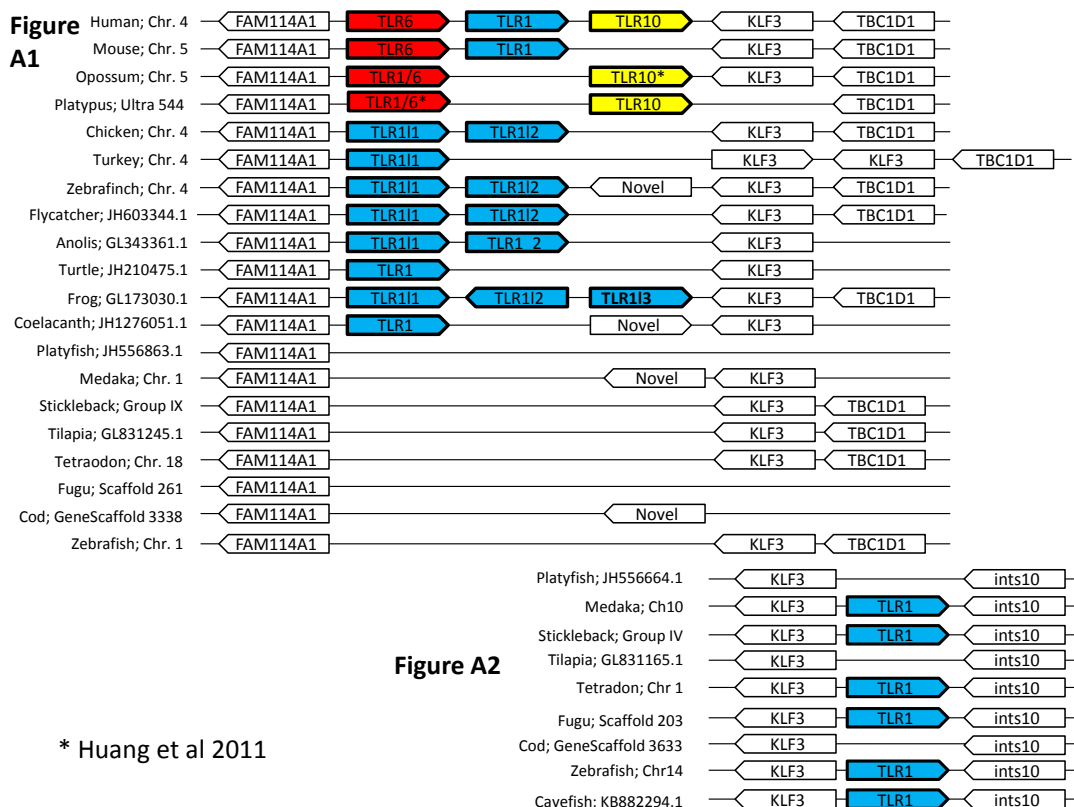 Figure A1
Human; Chr. 4 FAM114A1 TLR6 TLR1 TLR10 KLF3 TBC1D1
Mouse; Chr. 5 FAM114A1 TLR6 TLR1 KLF3 TBC1D1
Opossum; Chr. 5 FAM114A1 TLR1/6 TLR10* KLF3 TBC1D1
Platypus; Ultra 544 FAM114A1 TLR1/6* TLR10 TBC1D1
Chicken; Chr. 4 FAM114A1 TLR1l1 TLR1l2 KLF3 TBC1D1
Turkey; Chr. 4 FAM114A1 TLR1l1 KLF3 KLF3 TBC1D1
Zebrafinch; Chr. 4 FAM114A1 TLR1l1 TLR1l2 Novel KLF3 TBC1D1
Flycatcher; JH603344.1 FAM114A1 TLR1l1 TLR1l2 KLF3 TBC1D1
Anolis; GL343361.1 FAM114A1 TLR1l1 TLR1_2 KLF3
Turtle; JH210475.1 FAM114A1 TLR1 KLF3
Frog; GL173030.1 FAM114A1 TLR1l1 TLR1l2 TLR1l3 KLF3 TBC1D1
Coelacanth; JH1276051.1 FAM114A1 TLR1 Novel KLF3
Platyfish; JH556863.1 FAM114A1
Medaka; Chr. 1 FAM114A1 Novel KLF3
Stickleback; Group IX FAM114A1 KLF3 TBC1D1
Tilapia; GL831245.1 FAM114A1 KLF3 TBC1D1
Tetraodon; Chr. 18 FAM114A1 KLF3 TBC1D1
Fugu; Scaffold 261 FAM114A1
Cod; GeneScaffold 3338 FAM114A1 Novel
Zebrafish; Chr. 1 FAM114A1 KLF3 TBC1D1
Figure A2
Platyfish; JH556664.1 KLF3 ints10
Medaka; Ch10 KLF3 TLR1 ints10
Stickleback; Group IV KLF3 TLR1 ints10
Tilapia; GL831165.1 KLF3 ints10
Tetradon; Chr 1 KLF3 TLR1 ints10
Fugu; Scaffold 203 KLF3 TLR1 ints10
Cod; GeneScaffold 3633 KLF3 ints10
Zebrafish; Chr14 KLF3 TLR1 ints10
Cavefish; KB882294.1 KLF3 TLR1 ints10
* Huang et al 2011